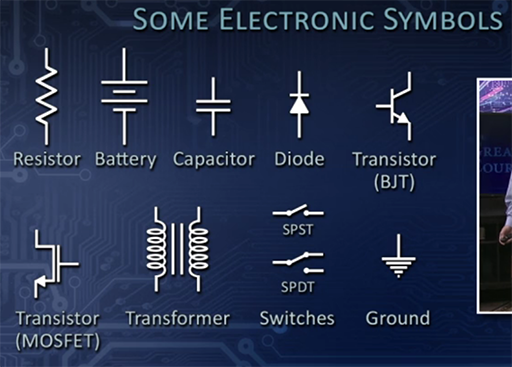 SOME ELECTRONIC SYMBOLS
Resistor Battery Capacitor Diode Transistor
(BJT)
SPST
SPDT
Transistor Transformer Switches Ground
(MOSFET)